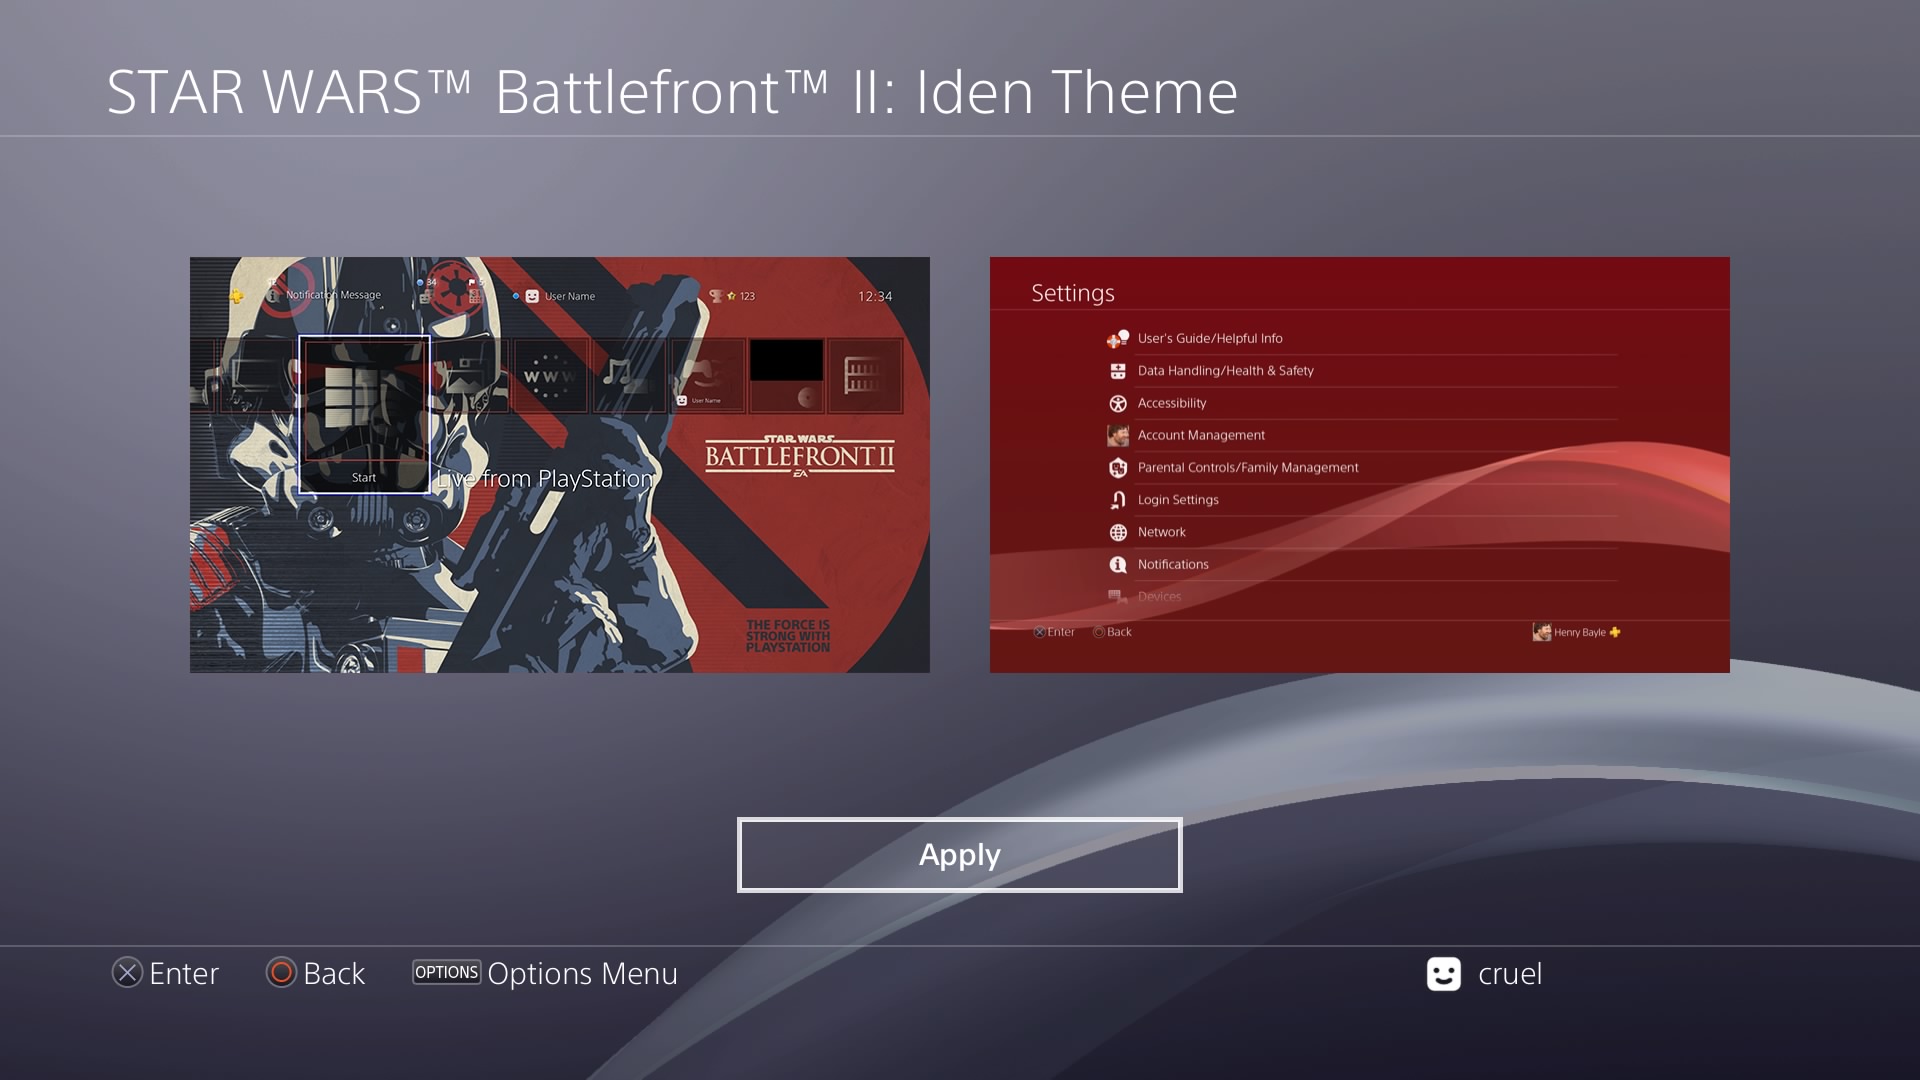 STAR WARS™ Battlefront™ II: Iden Theme
Notification Message
34
5
User Name
123
12:34
www
User Name
Start
Live from PlayStation
STAR WARS
BATTLEFRONT II
EA
THE FORCE IS
STRONG WITH
PLAYSTATION
Settings
User's Guide/Helpful Info
Data Handling/Health & Safety
Accessibility
Account Management
Parental Controls/Family Management
Login Settings
Network
Notifications
Devices
Enter
Back
Henry Bayle
Apply
Enter
Back
OPTIONS Options Menu
cruel